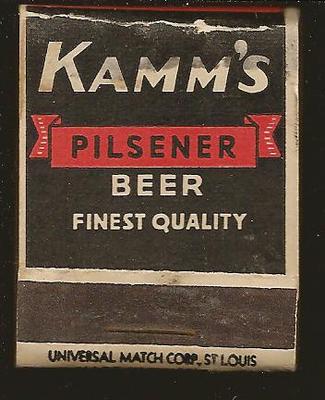 KAMM'S
PILSENER
BEER
FINEST QUALITY
UNIVERSAL MATCH CORP., ST LOUIS